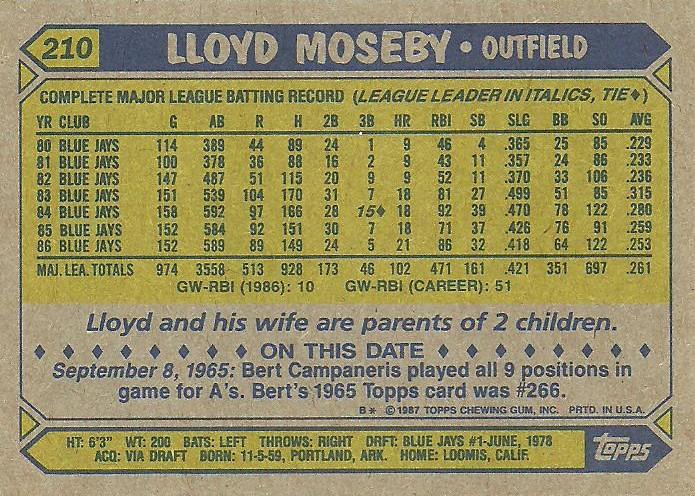 210 LLOYD MOSEBY • OUTFIELD
COMPLETE MAJOR LEAGUE BATTING RECORD (LEAGUE LEADER IN ITALICS, TIE♦)
YR CLUB G AB R H 2B 3B HR RBI SB SLG BB SO AVG
80 BLUE JAYS 114 389 44 89 24 1 9 46 4 .365 25 85 .229
81 BLUE JAYS 100 378 36 88 16 2 9 43 11 .357 24 86 .233
82 BLUE JAYS 147 487 51 115 20 9 9 52 11 .370 33 106 .236
83 BLUE JAYS 151 539 104 170 31 7 18 81 27 .499 51 85 .315
84 BLUE JAYS 158 592 97 166 28 15♦ 18 92 39 .470 78 122 .280
85 BLUE JAYS 152 584 92 151 30 7 18 71 37 .426 76 91 .259
86 BLUE JAYS 152 589 89 149 24 5 21 86 32 .418 64 122 .253
MAJ. LEA. TOTALS 974 3558 513 928 173 46 102 471 161 .421 351 697 .261
GW-RBI (1986): 10 GW-RBI (CAREER): 51
Lloyd and his wife are parents of 2 children.
♦ ♦ ♦ ♦ ♦ ♦ ♦ ♦ ON THIS DATE ♦ ♦ ♦ ♦ ♦ ♦ ♦ ♦
September 8, 1965: Bert Campaneris played all 9 positions in
game for A's. Bert's 1965 Topps card was #266.
B* ©1987 TOPPS CHEWING GUM, INC. PRTD. IN U.S.A.
HT: 6'3" WT: 200 BATS: LEFT THROWS: RIGHT DRFT: BLUE JAYS #1-JUNE, 1978
ACQ: VIA DRAFT BORN: 11-5-59, PORTLAND, ARK. HOME: LOOMIS, CALIF.
topps